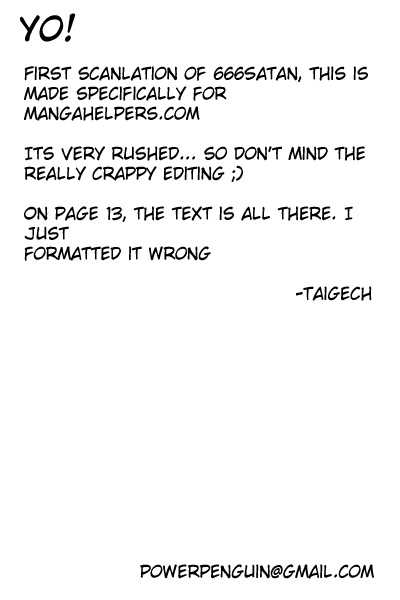 YO!
FIRST SCANLATION OF 666SATAN, THIS IS
MADE SPECIFICALLY FOR
MANGAHELPERS.COM
ITS VERY RUSHED... SO DON'T MIND THE
REALLY CRAPPY EDITING ;)
ON PAGE 13, THE TEXT IS ALL THERE. I
JUST
FORMATTED IT WRONG
-TAIGECH
POWERPENGUIN@GMAIL.COM